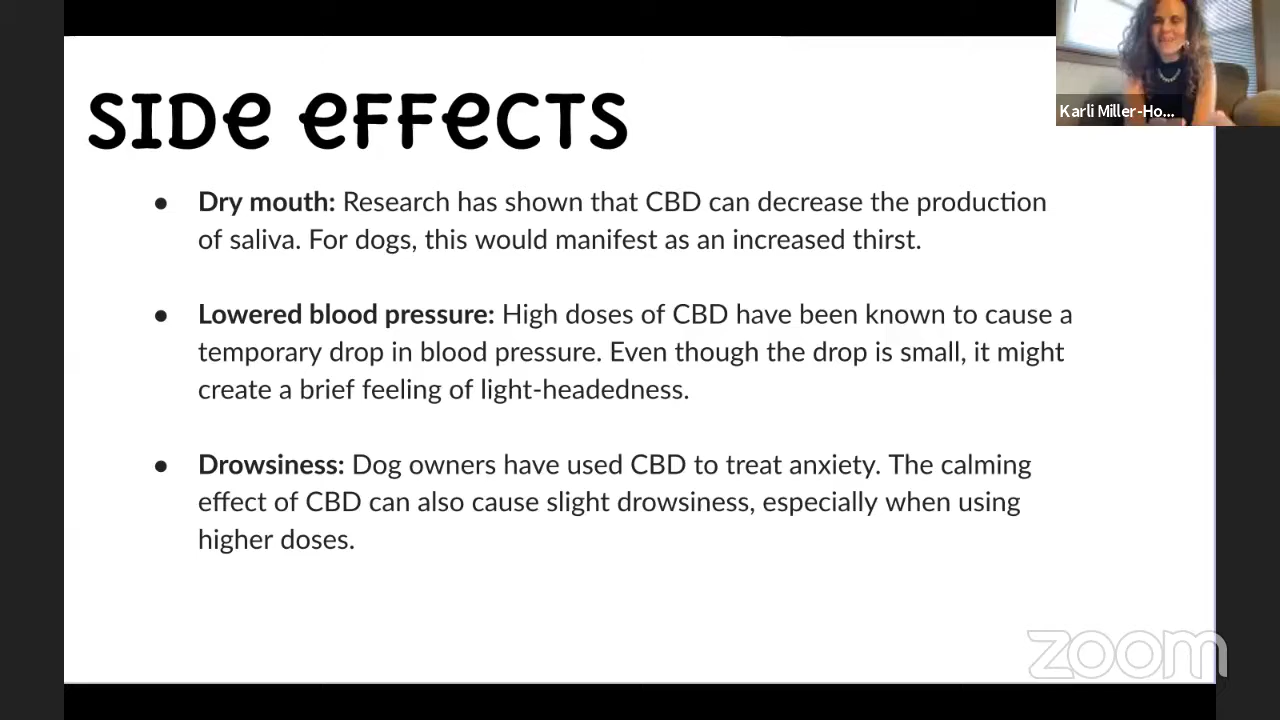 SIDe eFFeCTS
Karli Miller-Ho...
● Dry mouth: Research has shown that CBD can decrease the production
of saliva. For dogs, this would manifest as an increased thirst.
● Lowered blood pressure: High doses of CBD have been known to cause a
temporary drop in blood pressure. Even though the drop is small, it might
create a brief feeling of light-headedness.
● Drowsiness: Dog owners have used CBD to treat anxiety. The calming
effect of CBD can also cause slight drowsiness, especially when using
higher doses.
zoom